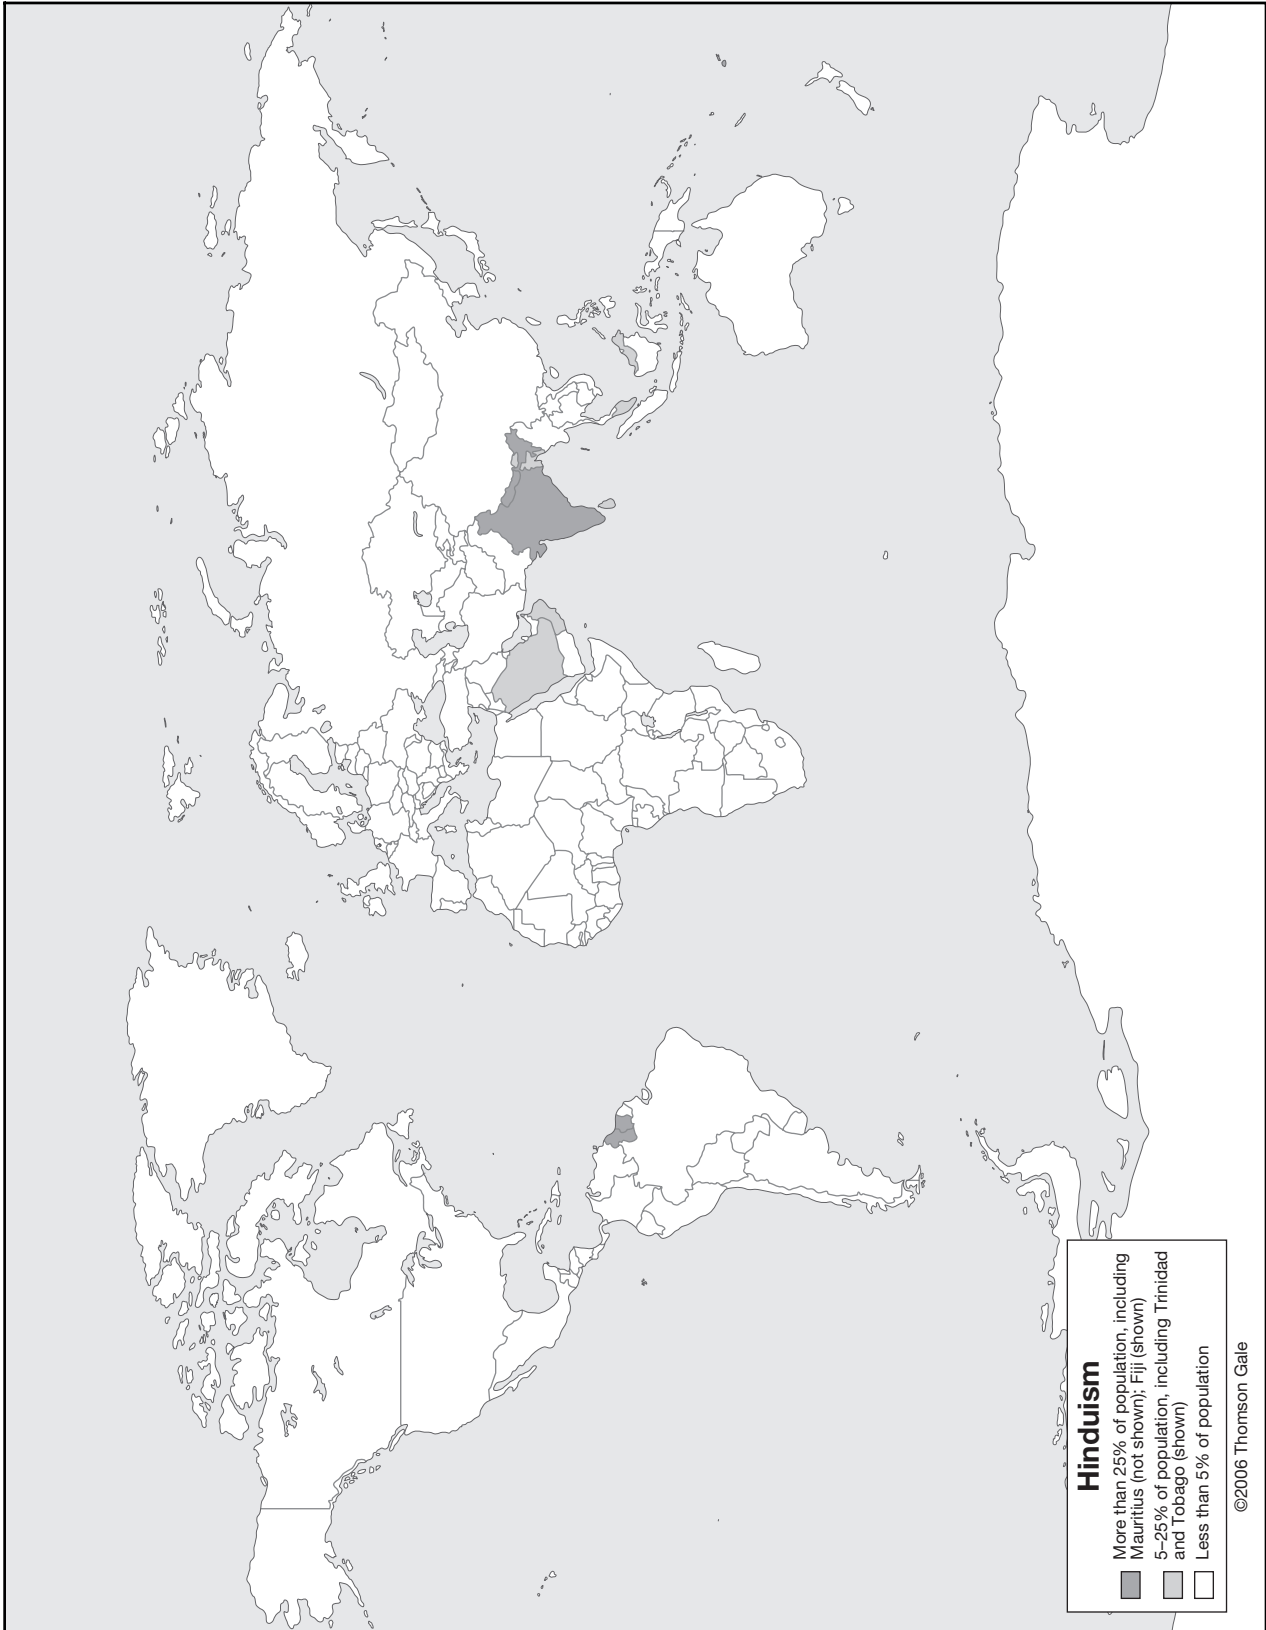 Hinduism
More than 25% of population, including
Mauritius (not shown); Fiji (shown)
5–25% of population, including Trinidad
and Tobago (shown)
Less than 5% of population
©2006 Thomson Gale